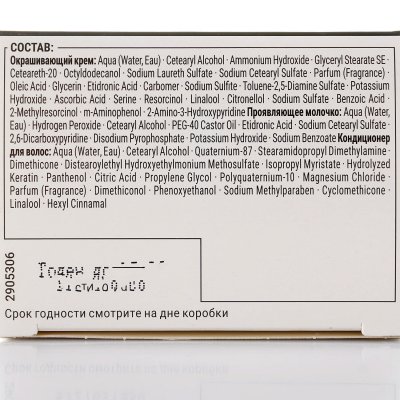 СОСТАВ:
Окрашивающий крем: Aqua (Water, Eau) · Cetearyl Alcohol · Ammonium Hydroxide · Glyceryl Stearate SE ·
Ceteareth-20 · Octyldodecanol · Sodium Laureth Sulfate · Sodium Cetearyl Sulfate · Parfum (Fragrance) ·
Oleic Acid · Glycerin · Etidronic Acid · Carbomer · Sodium Sulfite · Toluene-2,5-Diamine Sulfate · Potassium
Hydroxide · Ascorbic Acid · Serine · Resorcinol · Linalool · Citronellol · Sodium Sulfate · Benzoic Acid ·
2-Methylresorcinol · m-Aminophenol · 2-Amino-3-Hydroxypyridine Проявляющее молочко: Aqua (Water,
Eau) · Hydrogen Peroxide · Cetearyl Alcohol · PEG-40 Castor Oil · Etidronic Acid · Sodium Cetearyl Sulfate ·
2,6-Dicarboxypyridine · Disodium Pyrophosphate · Potassium Hydroxide · Sodium Benzoate Кондиционер
для волос: Aqua (Water, Eau) · Cetearyl Alcohol · Quaternium-87 · Stearamidopropyl Dimethylamine ·
Dimethicone · Distearoylethyl Hydroxyethylmonium Methosulfate · Isopropyl Myristate · Hydrolyzed
Keratin · Panthenol · Citric Acid · Propylene Glycol · Polyquaternium-10 · Magnesium Chloride ·
Parfum (Fragrance) · Dimethiconol · Phenoxyethanol · Sodium Methylparaben · Cyclomethicone ·
Linalool · Hexyl Cinnamal
2905306
Срок годности смотрите на дне коробки